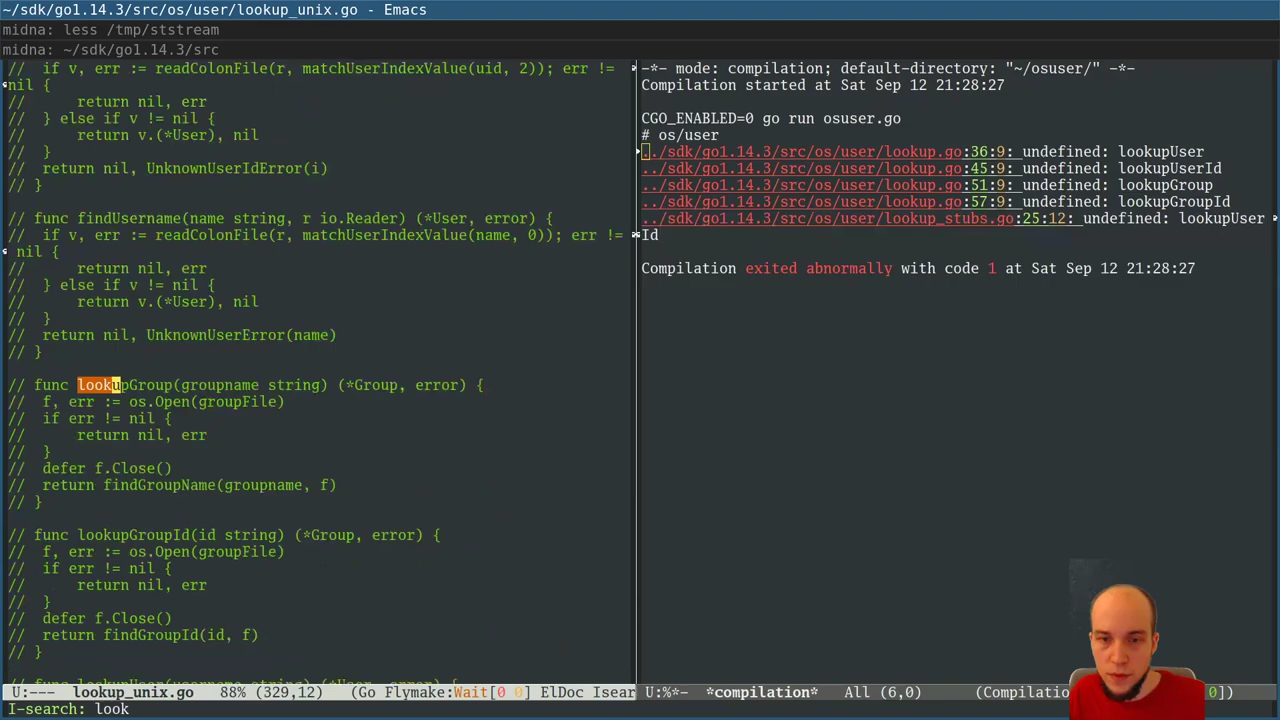 ~/sdk/go1.14.3/src/os/user/lookup_unix.go - Emacs
midna: less /tmp/ststream
midna: ~/sdk/go1.14.3/src
//  if v, err := readColonFile(r, matchUserIndexValue(uid, 2)); err !=
nil {
//      return nil, err
//  } else if v != nil {
//      return v.(*User), nil
//  }
//  return nil, UnknownUserIdError(i)
// }
// func findUsername(name string, r io.Reader) (*User, error) {
//  if v, err := readColonFile(r, matchUserIndexValue(name, 0)); err !=
nil {
//      return nil, err
//  } else if v != nil {
//      return v.(*User), nil
//  }
//  return nil, UnknownUserError(name)
// }
// func lookupGroup(groupname string) (*Group, error) {
//  f, err := os.Open(groupFile)
//  if err != nil {
//      return nil, err
//  }
//  defer f.Close()
//  return findGroupName(groupname, f)
// }
// func lookupGroupId(id string) (*Group, error) {
//  f, err := os.Open(groupFile)
//  if err != nil {
//      return nil, err
//  }
//  defer f.Close()
//  return findGroupId(id, f)
// }
U:---  lookup_unix.go   88% (329,12)   (Go Flymake:Wait[0 0] ElDoc Isear
I-search: look
-*- mode: compilation; default-directory: "~/osuser/" -*-
Compilation started at Sat Sep 12 21:28:27
CGO_ENABLED=0 go run osuser.go
# os/user
../sdk/go1.14.3/src/os/user/lookup.go:36:9: undefined: lookupUser
../sdk/go1.14.3/src/os/user/lookup.go:45:9: undefined: lookupUserId
../sdk/go1.14.3/src/os/user/lookup.go:51:9: undefined: lookupGroup
../sdk/go1.14.3/src/os/user/lookup.go:57:9: undefined: lookupGroupId
../sdk/go1.14.3/src/os/user/lookup_stubs.go:25:12: undefined: lookupUser
Id
Compilation exited abnormally with code 1 at Sat Sep 12 21:28:27
U:%*-  *compilation*   All (6,0)      (Compilatio 0])